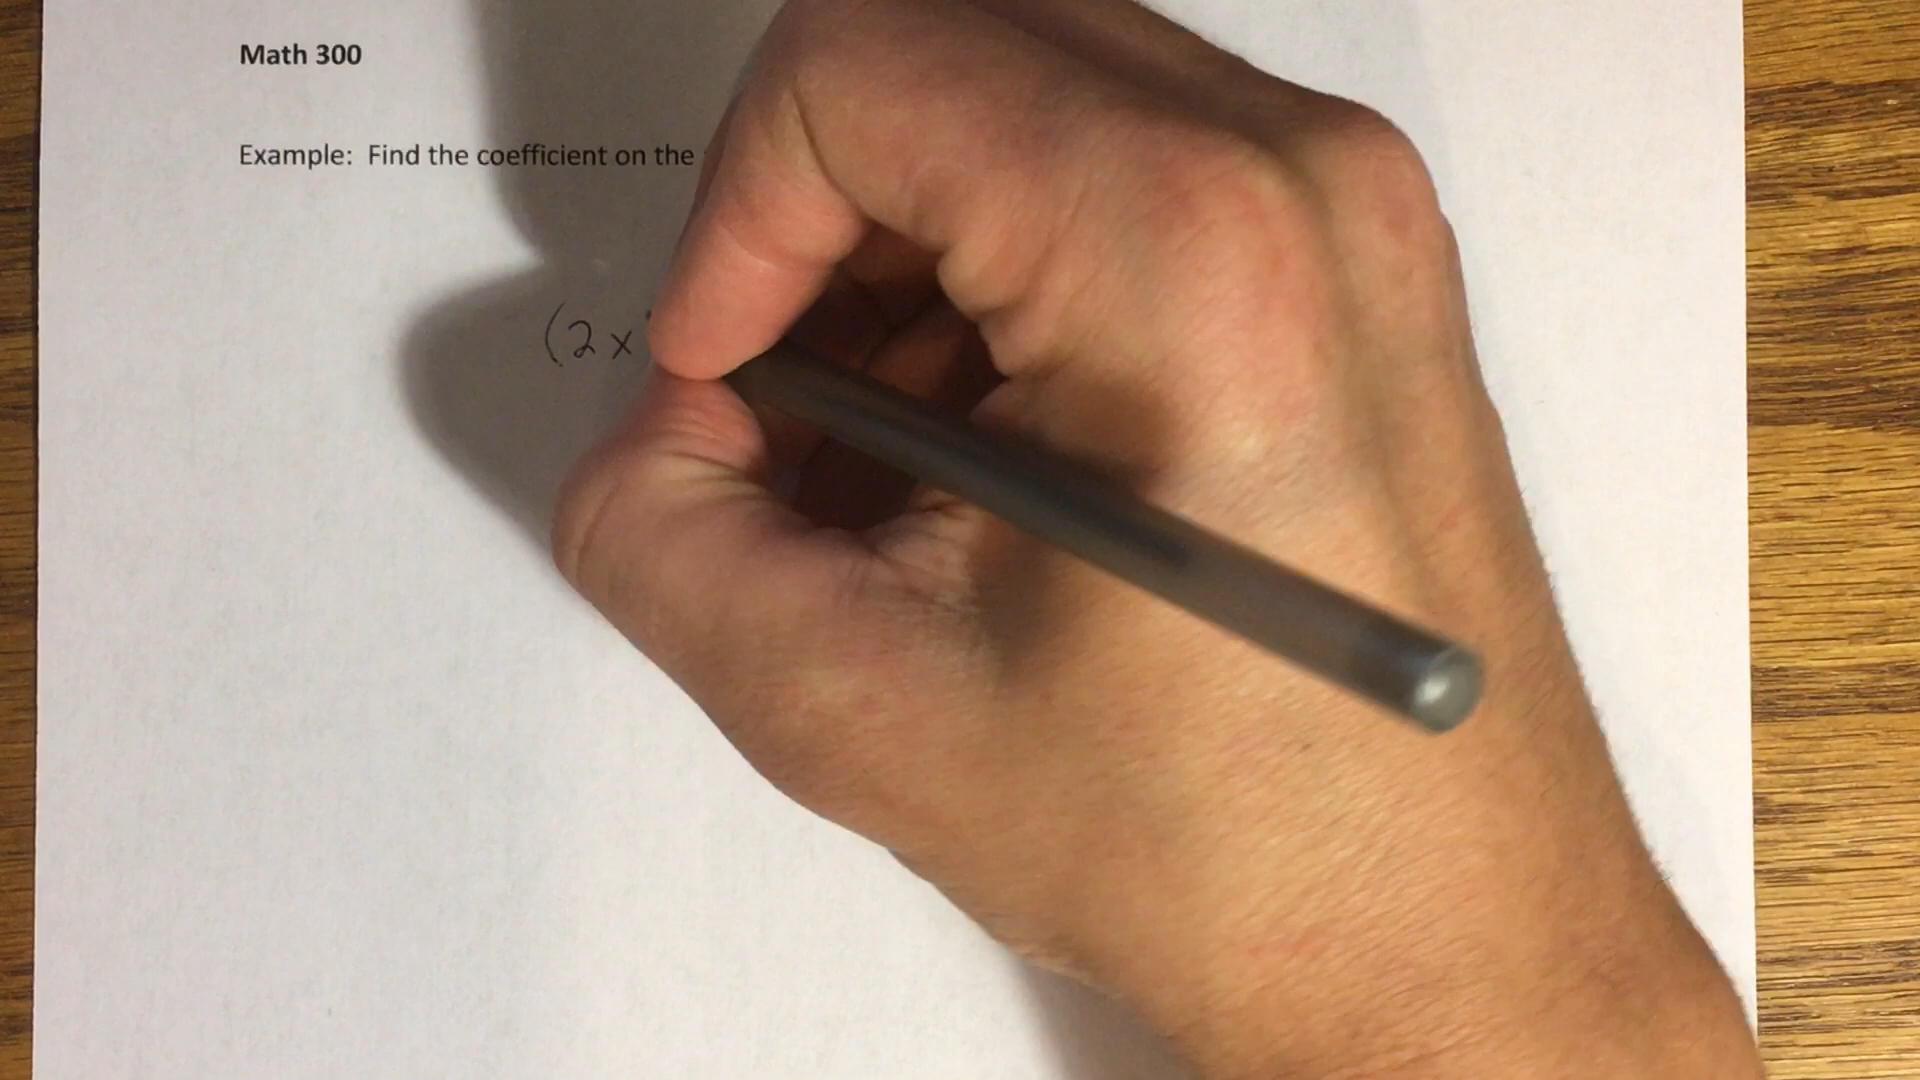 Math 300
Example: Find the coefficient on the
(2x